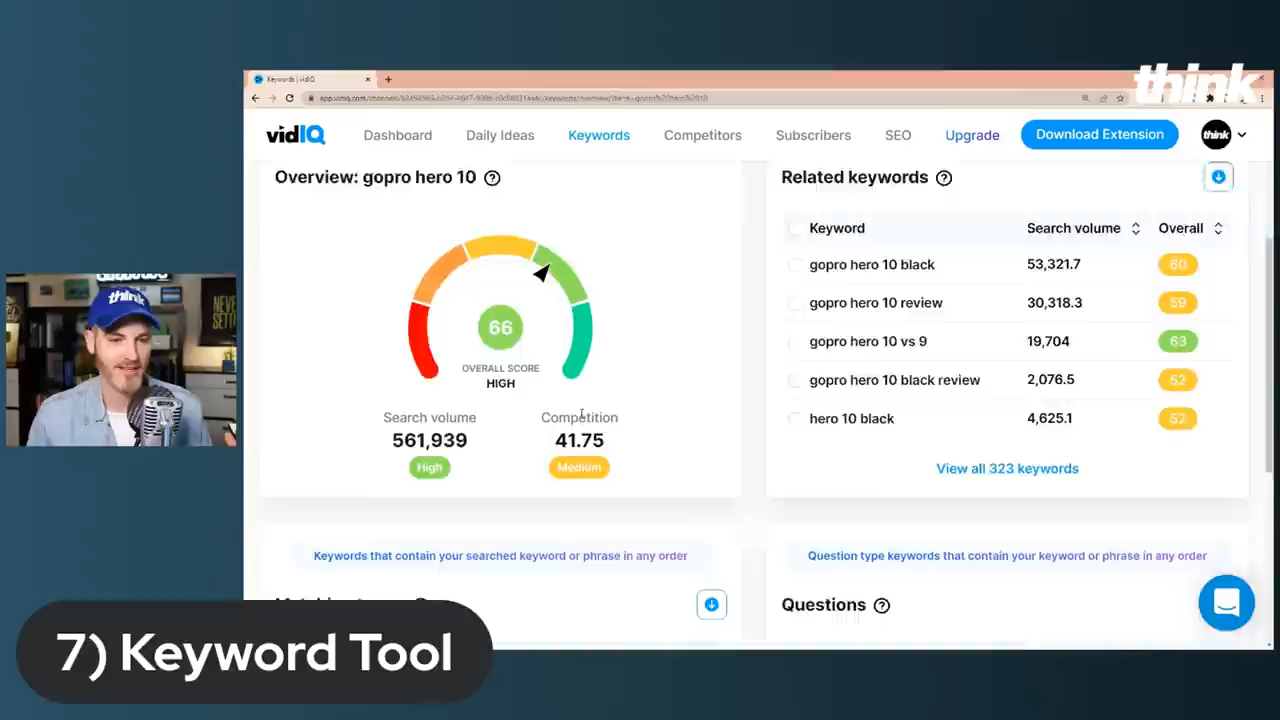 think
Keywords | vidIQ
vidIQ
Dashboard
Daily Ideas
Keywords
Competitors
Subscribers
SEO
Upgrade
Download Extension
think
Overview: gopro hero 10
66
OVERALL SCORE
HIGH
Search volume
Competition
561,939
41.75
High
Medium
Related keywords
Keyword
Search volume
Overall
gopro hero 10 black
53,321.7
60
gopro hero 10 review
30,318.3
59
gopro hero 10 vs 9
19,704
63
gopro hero 10 black review
2,076.5
52
hero 10 black
4,625.1
52
View all 323 keywords
Keywords that contain your searched keyword or phrase in any order
Question type keywords that contain your keyword or phrase in any order
Questions
think
NEVER
7) Keyword Tool